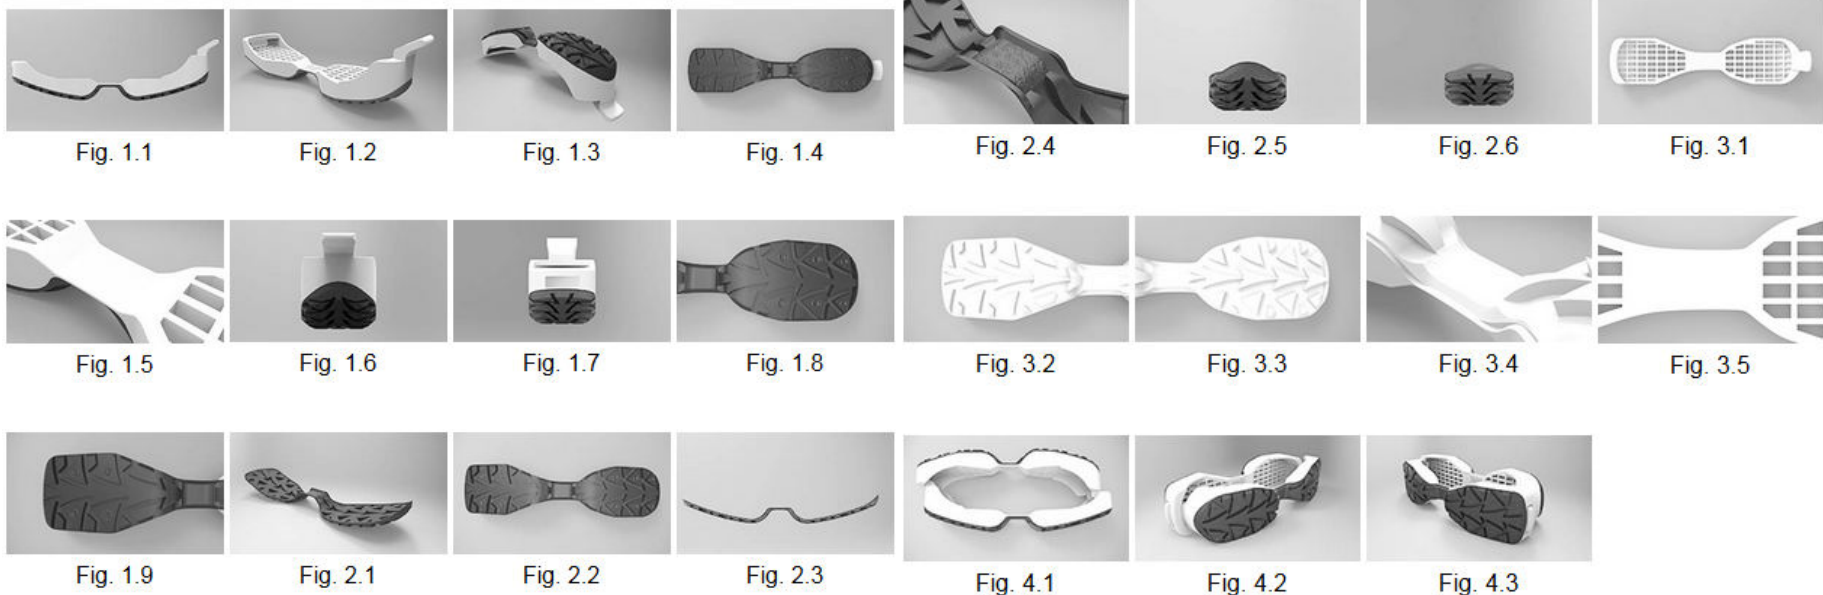 Fig. 1.1
Fig. 1.2
Fig. 1.3
Fig. 1.4
Fig. 2.4
Fig. 2.5
Fig. 2.6
Fig. 3.1
Fig. 1.5
Fig. 1.6
Fig. 1.7
Fig. 1.8
Fig. 3.2
Fig. 3.3
Fig. 3.4
Fig. 3.5
Fig. 1.9
Fig. 2.1
Fig. 2.2
Fig. 2.3
Fig. 4.1
Fig. 4.2
Fig. 4.3